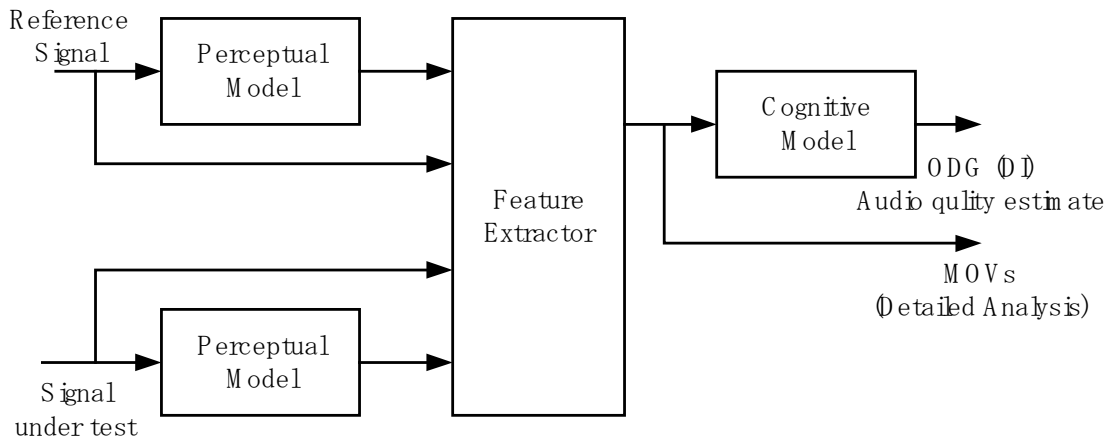 Reference
Signal
Perceptual
Model
Cognitive
Model
ODG (DI)
Audio qulity estimate
Feature
Extractor
MOVs
(Detailed Analysis)
Perceptual
Model
Signal
under test